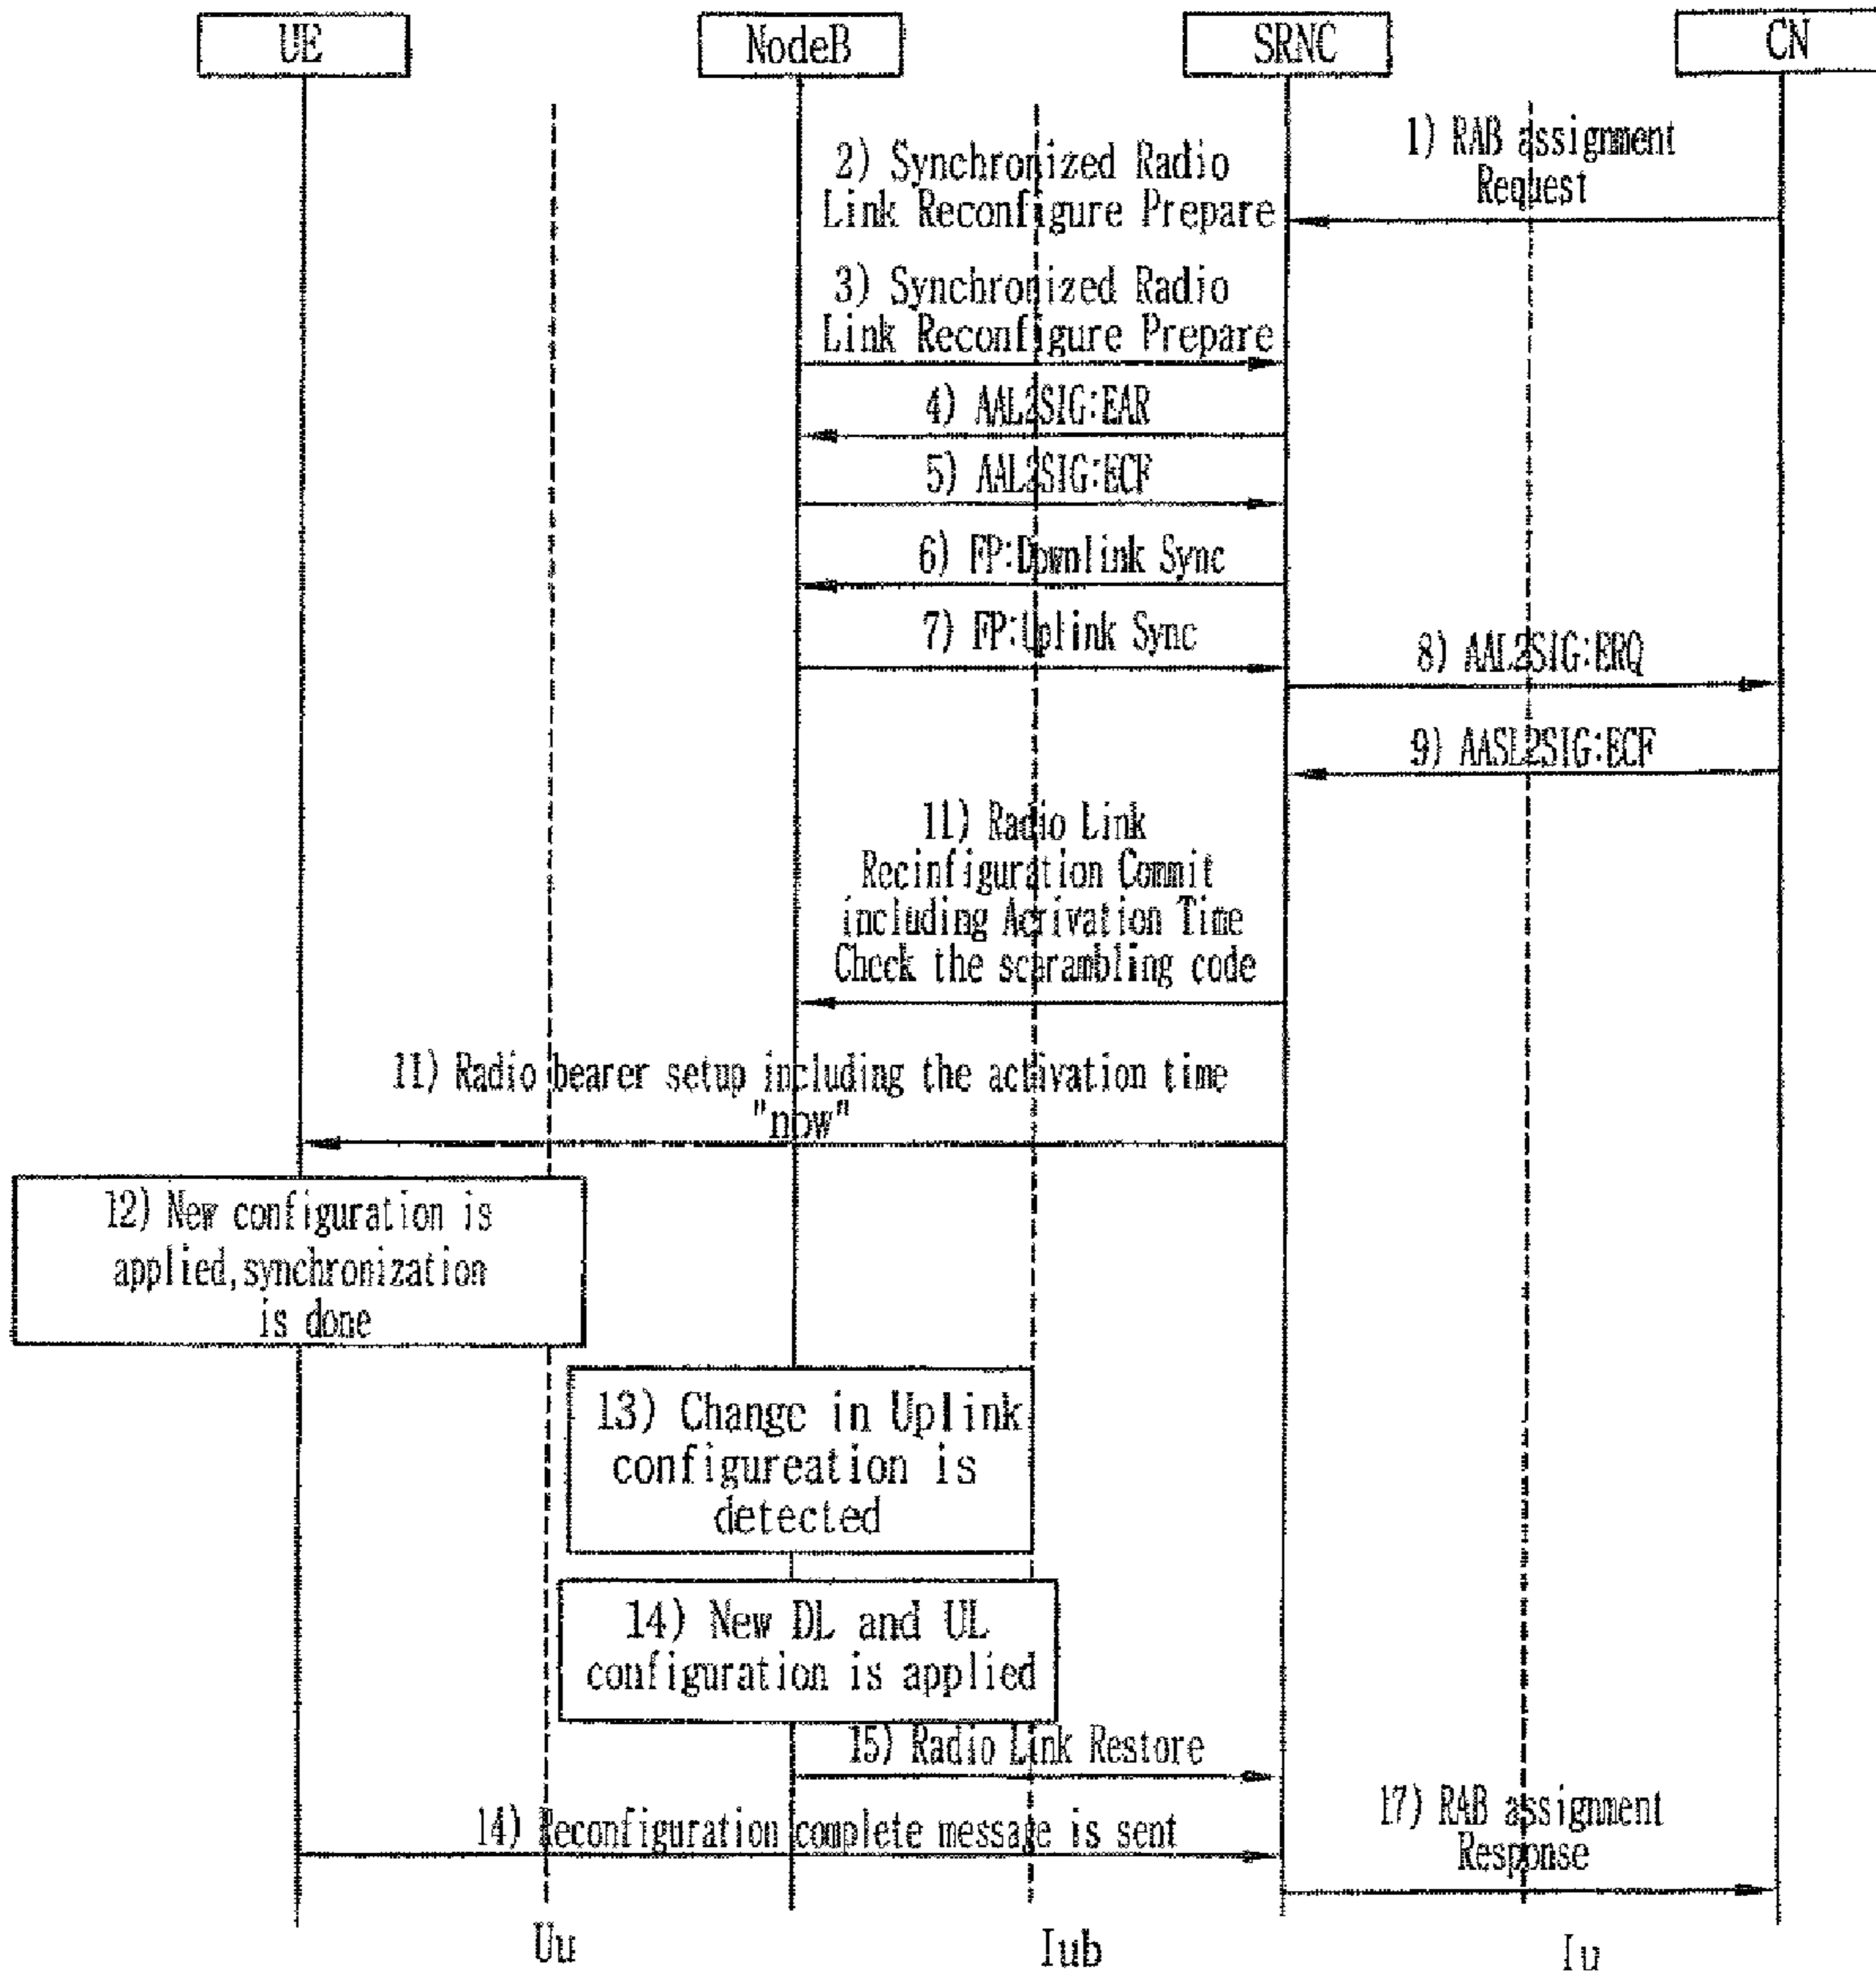 UE
NodeB
SRNC
CN
1) RAB assignment
Request
2) Synchronized Radio
Link Reconfigure Prepare
3) Synchronized Radio
Link Reconfigure Prepare
4) AAL2SIG:EAR
5) AAL2SIG:ECF
6) FP:Downlink Sync
7) FP:Uplink Sync
8) AAL2SIG:ERQ
9) AASL2SIG:ECF
11) Radio Link
Recinfiguration Commit
including Acrivation Time
Check the scarambling code
11) Radio bearer setup including the activation time
"now"
12) New configuration is
applied,synchronization
is done
13) Change in Uplink
configureation is
detected
14) New DL and UL
configuration is applied
15) Radio Link Restore
14) Reconfiguration complete message is sent
17) RAB assignment
Response
Uu
Iub
Iu